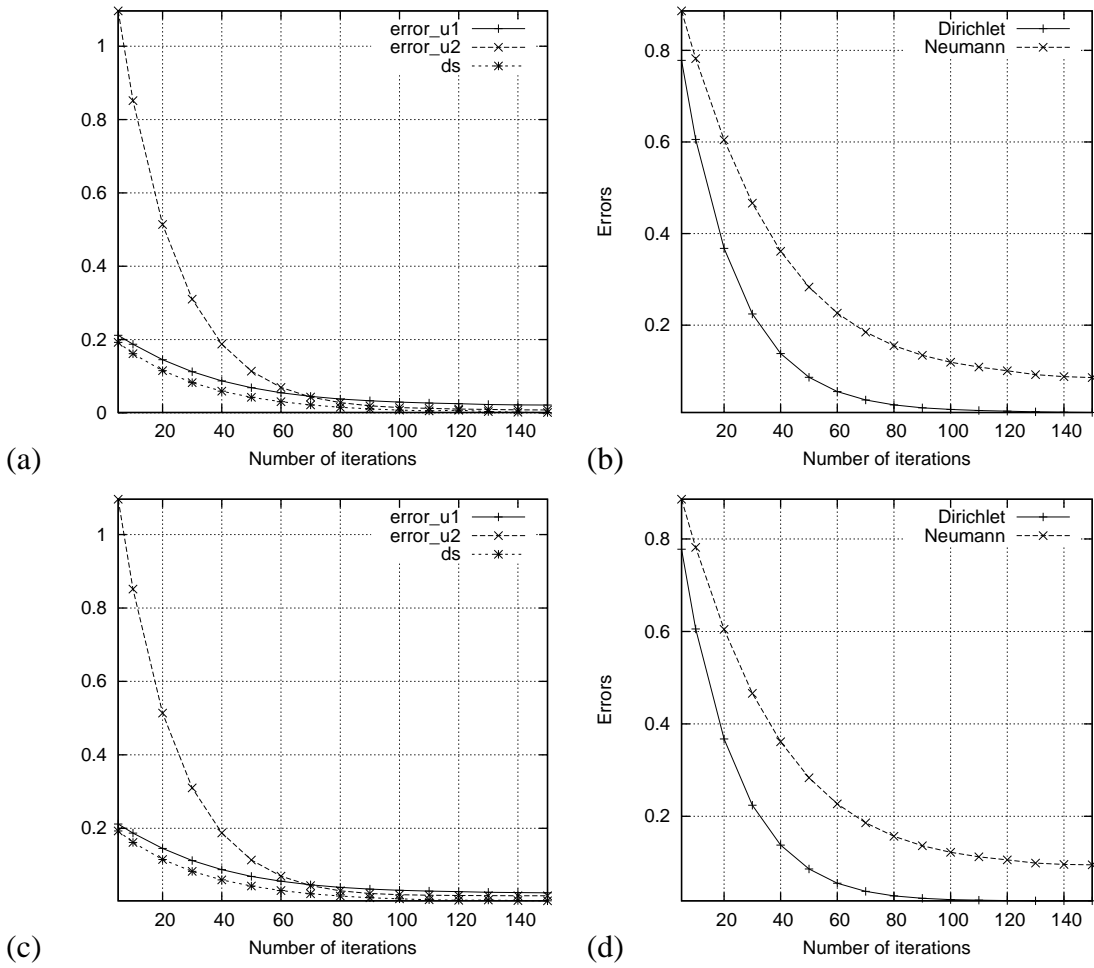 error_u1
error_u2
ds
1
0.8
0.6
0.4
0.2
0
20 40 60 80 100 120 140
Number of iterations
(a)
Dirichlet
Neumann
0.8
0.6
0.4
0.2
Errors
20 40 60 80 100 120 140
Number of iterations
(b)
error_u1
error_u2
ds
1
0.8
0.6
0.4
0.2
20 40 60 80 100 120 140
Number of iterations
(c)
Dirichlet
Neumann
0.8
0.6
0.4
0.2
Errors
20 40 60 80 100 120 140
Number of iterations
(d)